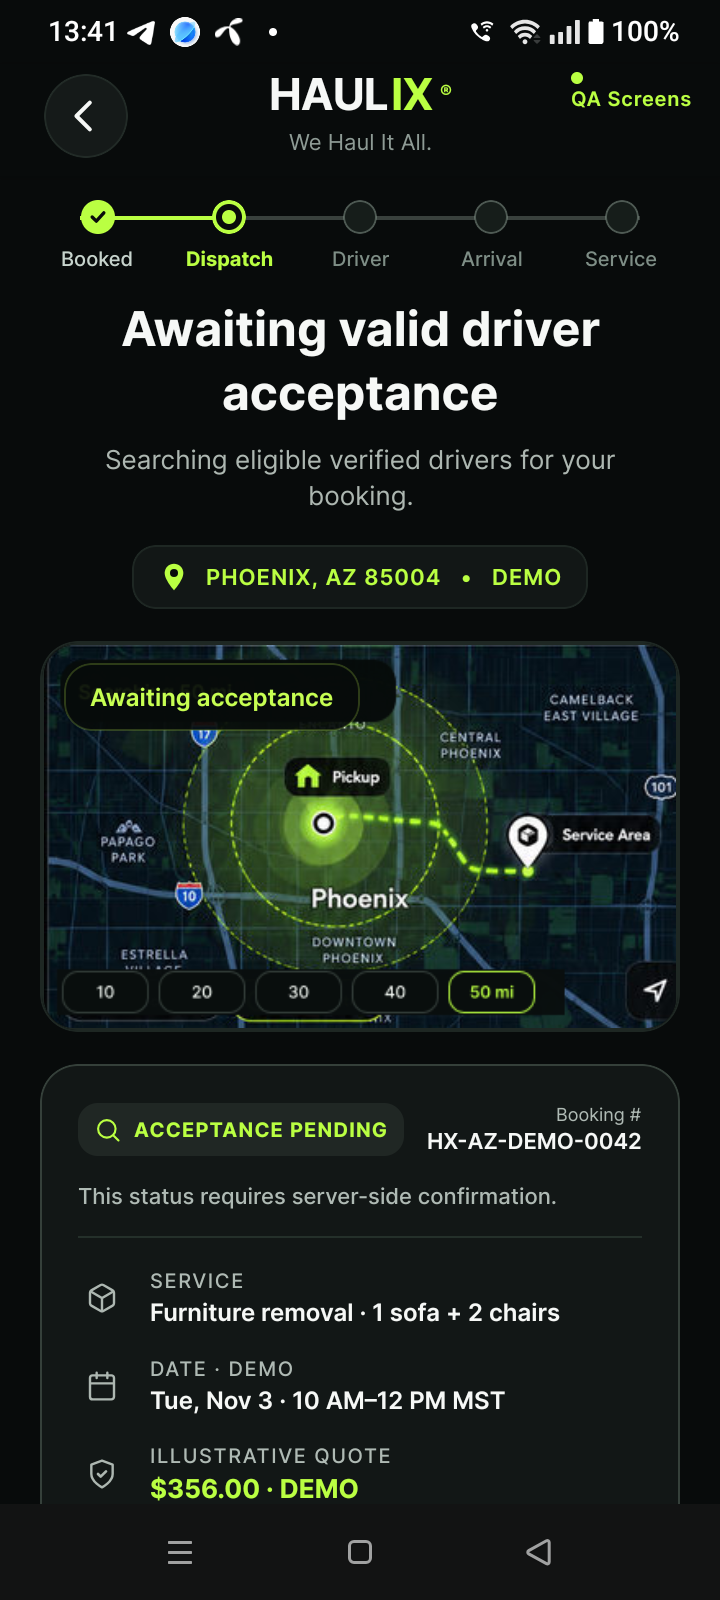 13:41
100%
HAULIX ®
QA Screens
We Haul It All.
Booked
Dispatch
Driver
Arrival
Service
Awaiting valid driver
acceptance
Searching eligible verified drivers for your
booking.
PHOENIX, AZ 85004 • DEMO
Awaiting acceptance
CAMELBACK
EAST VILLAGE
17
CENTRAL
PHOENIX
Pickup
101
PAPAGO
PARK
Service Area
10
Phoenix
DOWNTOWN
PHOENIX
ESTRELLA
10
20
30
40
50 mi
ACCEPTANCE PENDING
Booking #
HX-AZ-DEMO-0042
This status requires server-side confirmation.
SERVICE
Furniture removal · 1 sofa + 2 chairs
DATE · DEMO
Tue, Nov 3 · 10 AM–12 PM MST
ILLUSTRATIVE QUOTE
$356.00 · DEMO